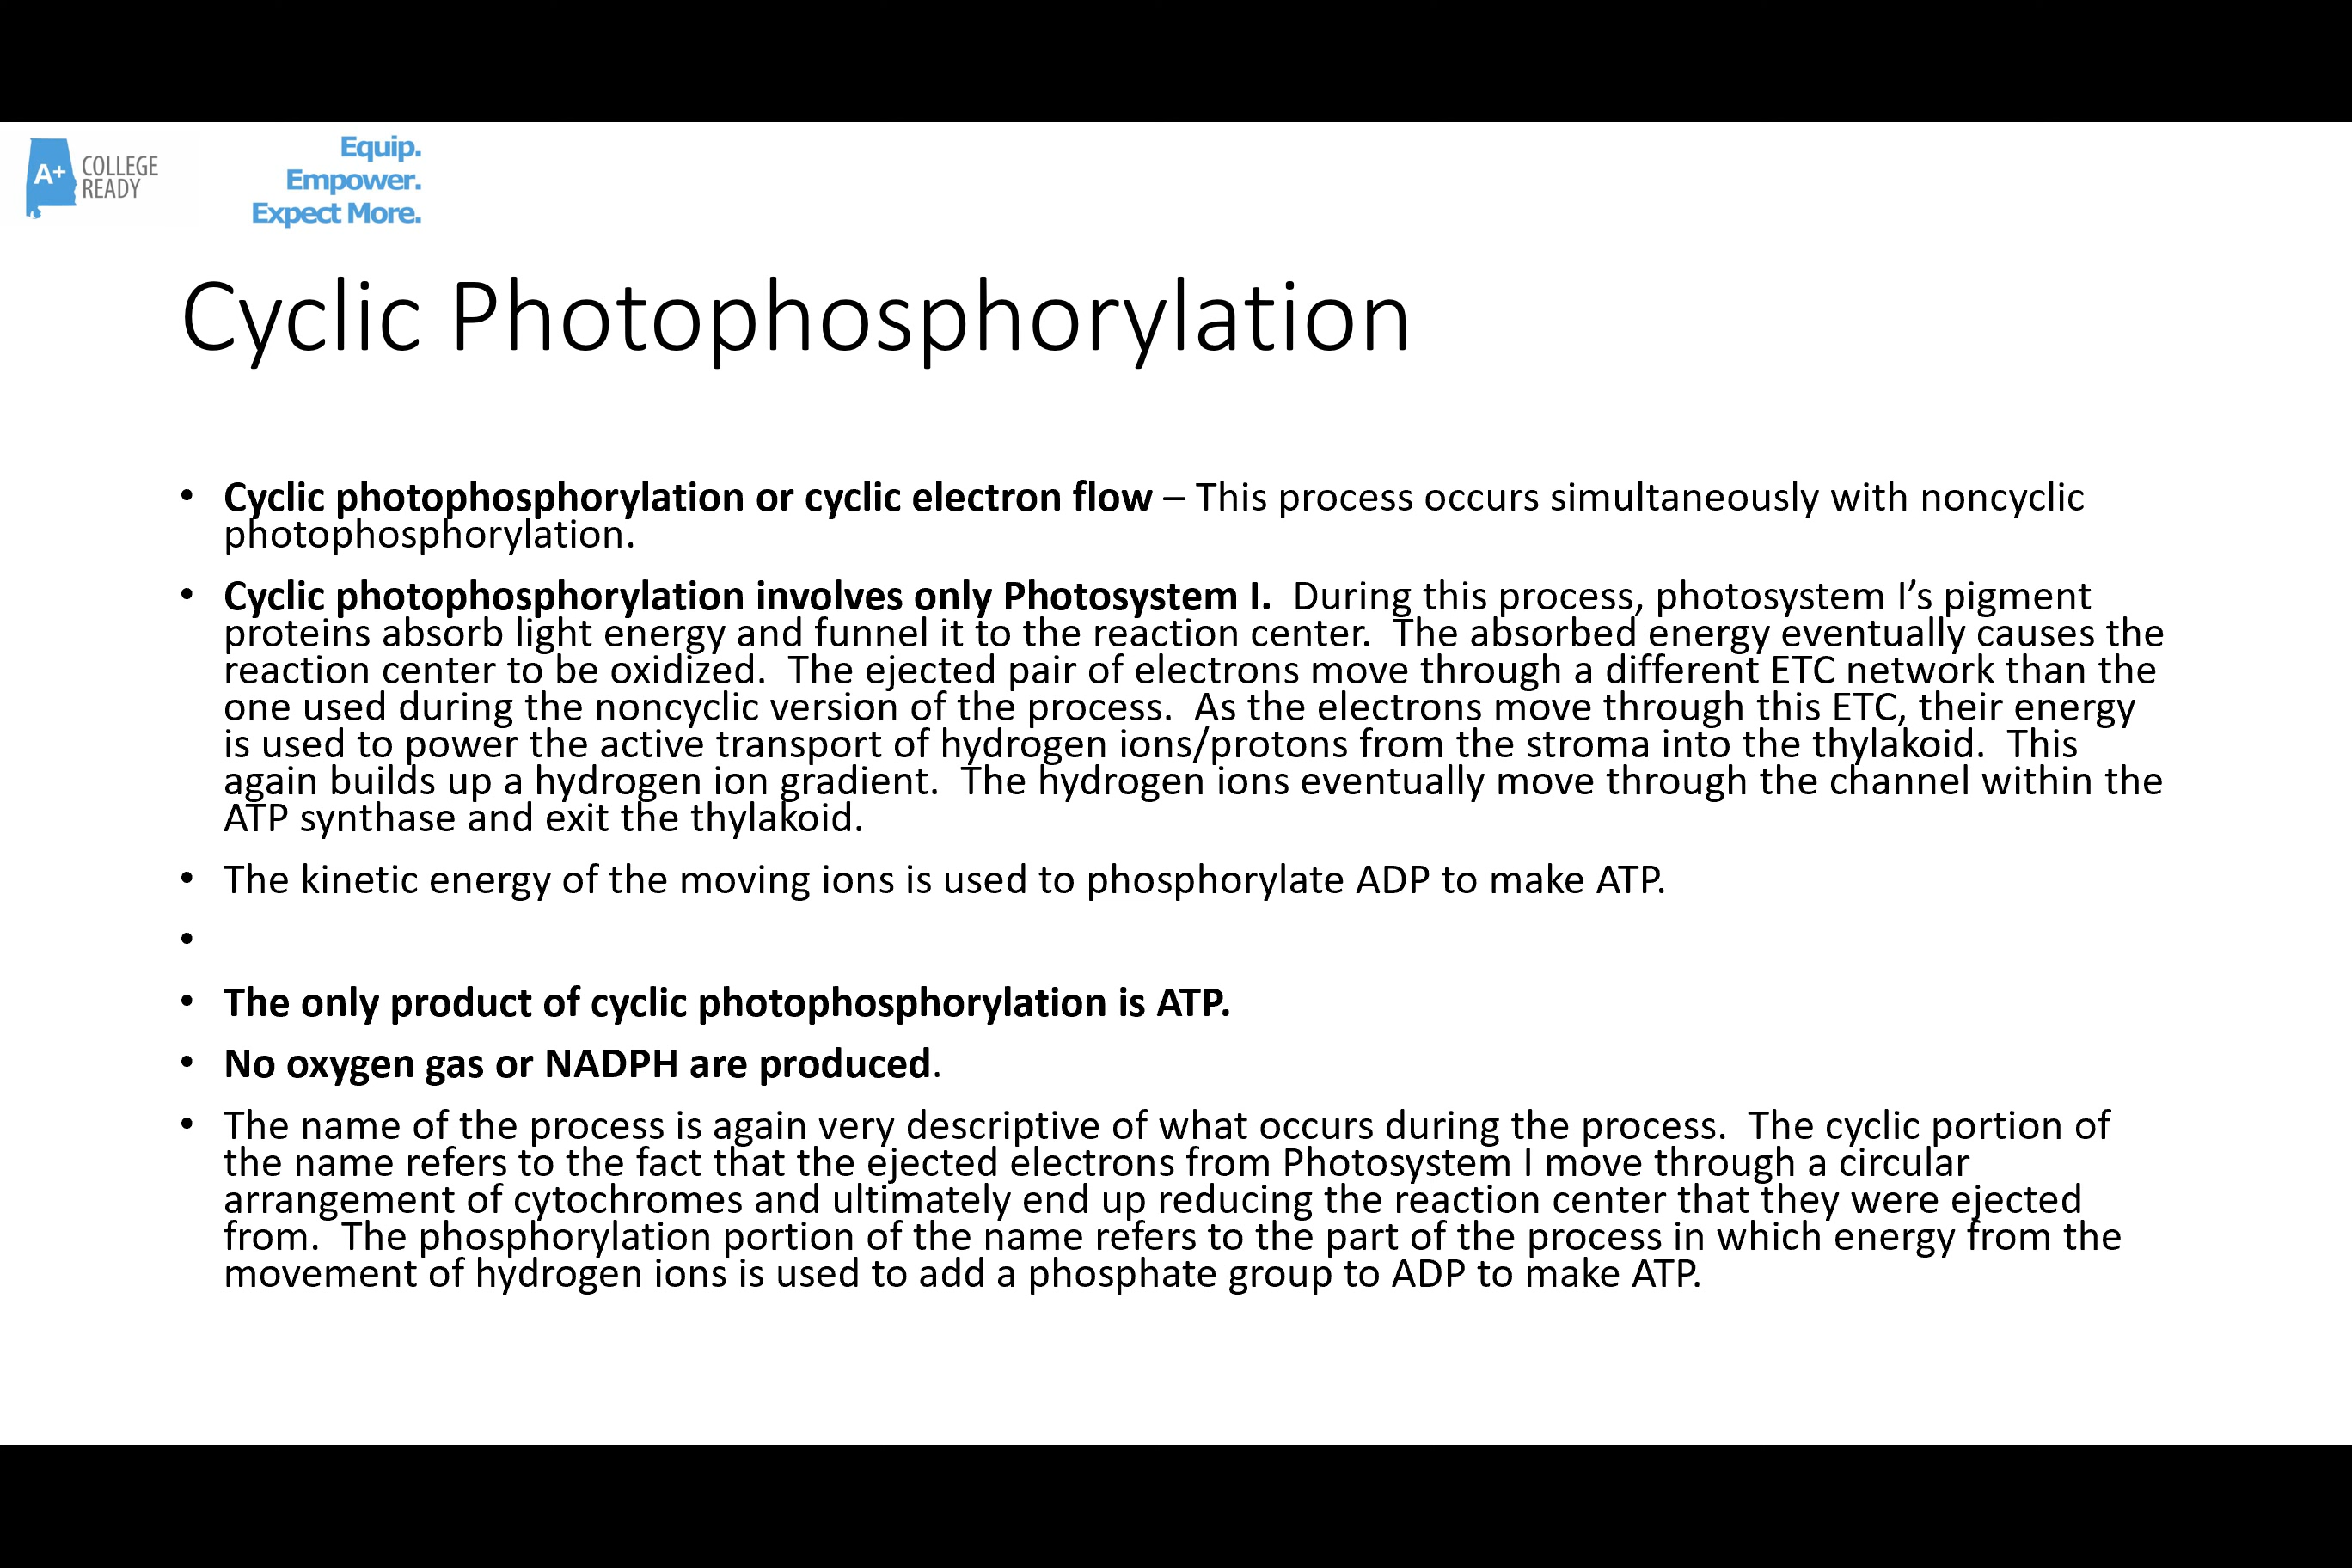 A+ COLLEGE
READY
Equip.
Empower.
Expect More.
Cyclic Photophosphorylation
• Cyclic photophosphorylation or cyclic electron flow – This process occurs simultaneously with noncyclic
photophosphorylation.
• Cyclic photophosphorylation involves only Photosystem I.  During this process, photosystem I’s pigment
proteins absorb light energy and funnel it to the reaction center.  The absorbed energy eventually causes the
reaction center to be oxidized.  The ejected pair of electrons move through a different ETC network than the
one used during the noncyclic version of the process.  As the electrons move through this ETC, their energy
is used to power the active transport of hydrogen ions/protons from the stroma into the thylakoid.  This
again builds up a hydrogen ion gradient.  The hydrogen ions eventually move through the channel within the
ATP synthase and exit the thylakoid.
• The kinetic energy of the moving ions is used to phosphorylate ADP to make ATP.
•
• The only product of cyclic photophosphorylation is ATP.
• No oxygen gas or NADPH are produced.
• The name of the process is again very descriptive of what occurs during the process.  The cyclic portion of
the name refers to the fact that the ejected electrons from Photosystem I move through a circular
arrangement of cytochromes and ultimately end up reducing the reaction center that they were ejected
from.  The phosphorylation portion of the name refers to the part of the process in which energy from the
movement of hydrogen ions is used to add a phosphate group to ADP to make ATP.